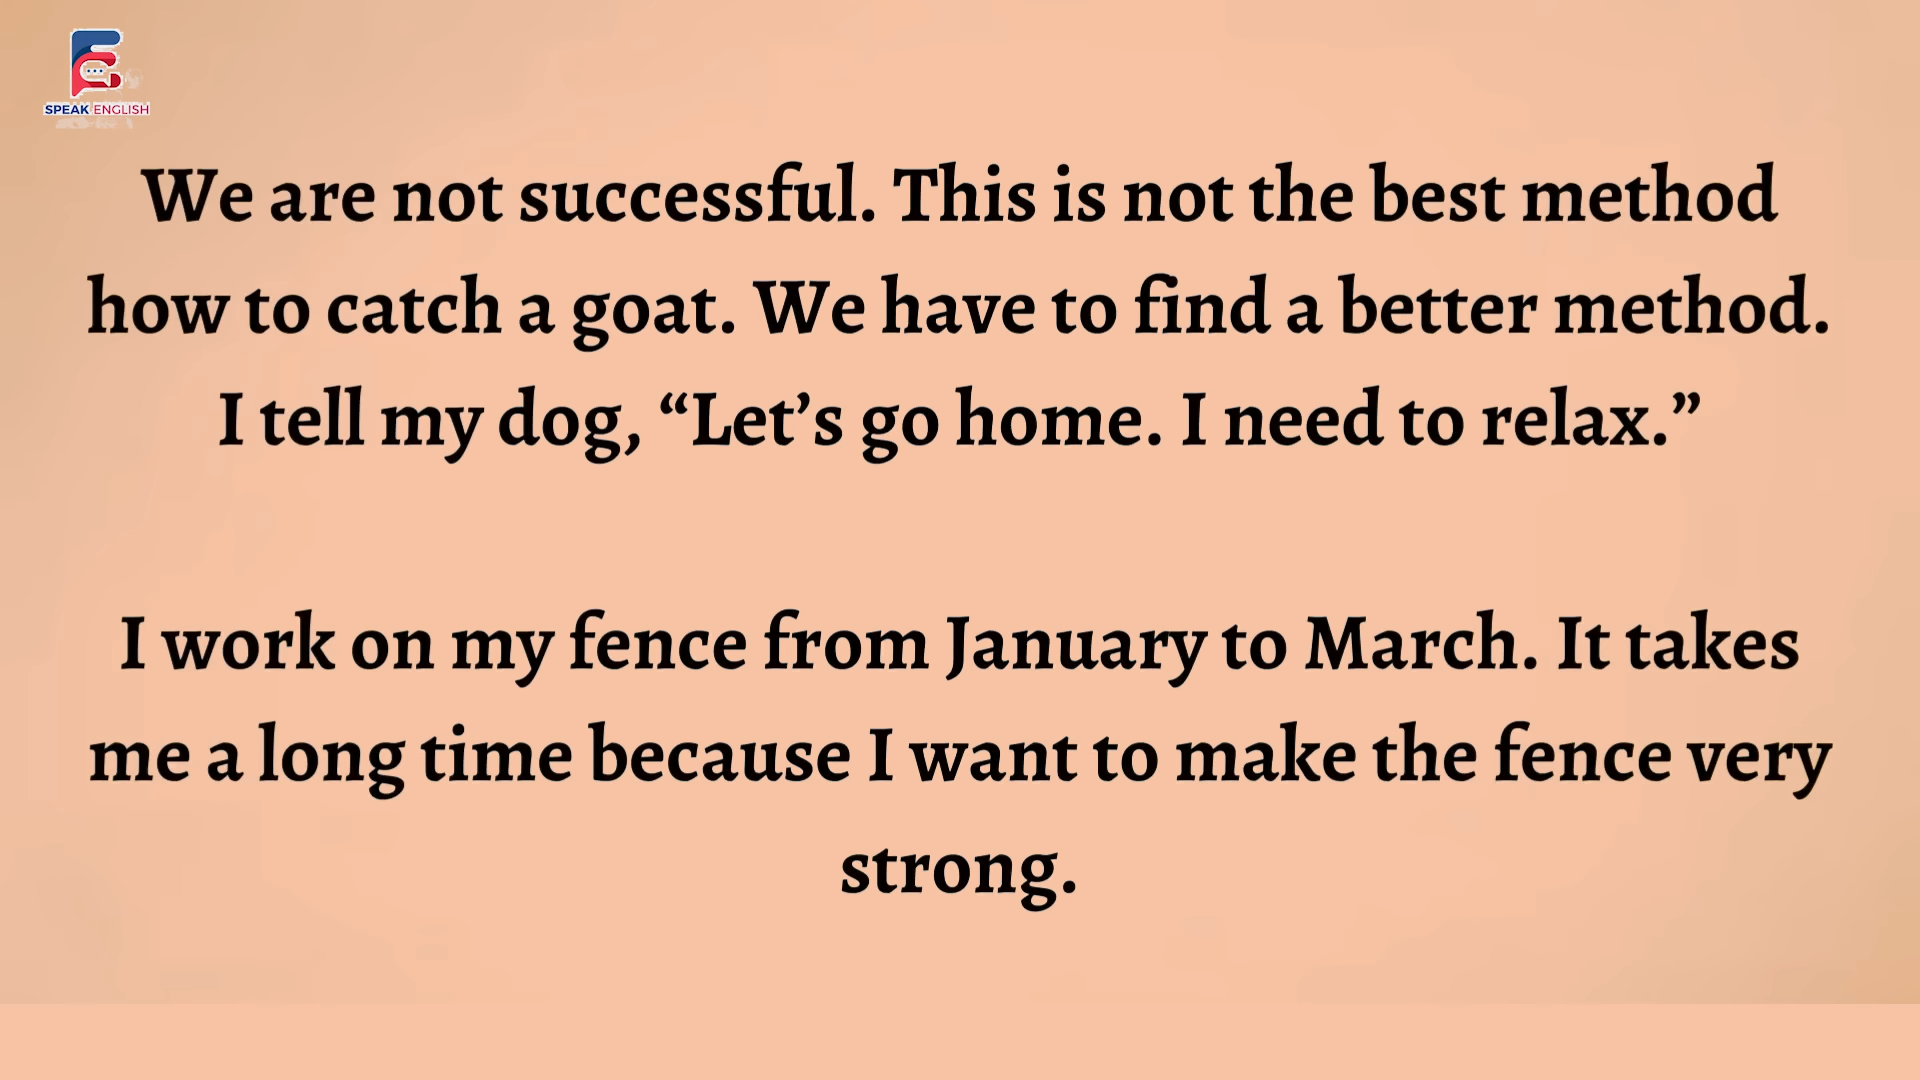 SPEAK ENGLISH
We are not successful. This is not the best method
how to catch a goat. We have to find a better method.
I tell my dog, “Let’s go home. I need to relax.”
I work on my fence from January to March. It takes
me a long time because I want to make the fence very
strong.